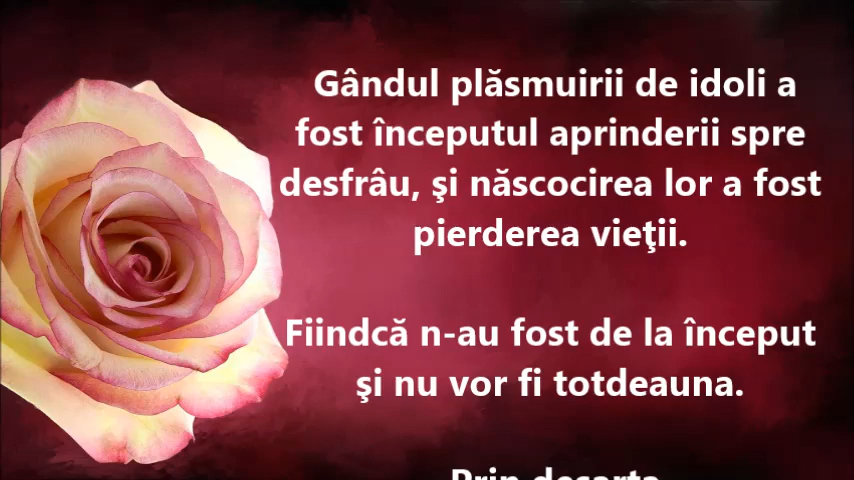 Gândul plăsmuirii de idoli a
fost începutul aprinderii spre
desfrâu, şi născocirea lor a fost
pierderea vieţii.
Fiindcă n-au fost de la început
şi nu vor fi totdeauna.
Prin deşarta